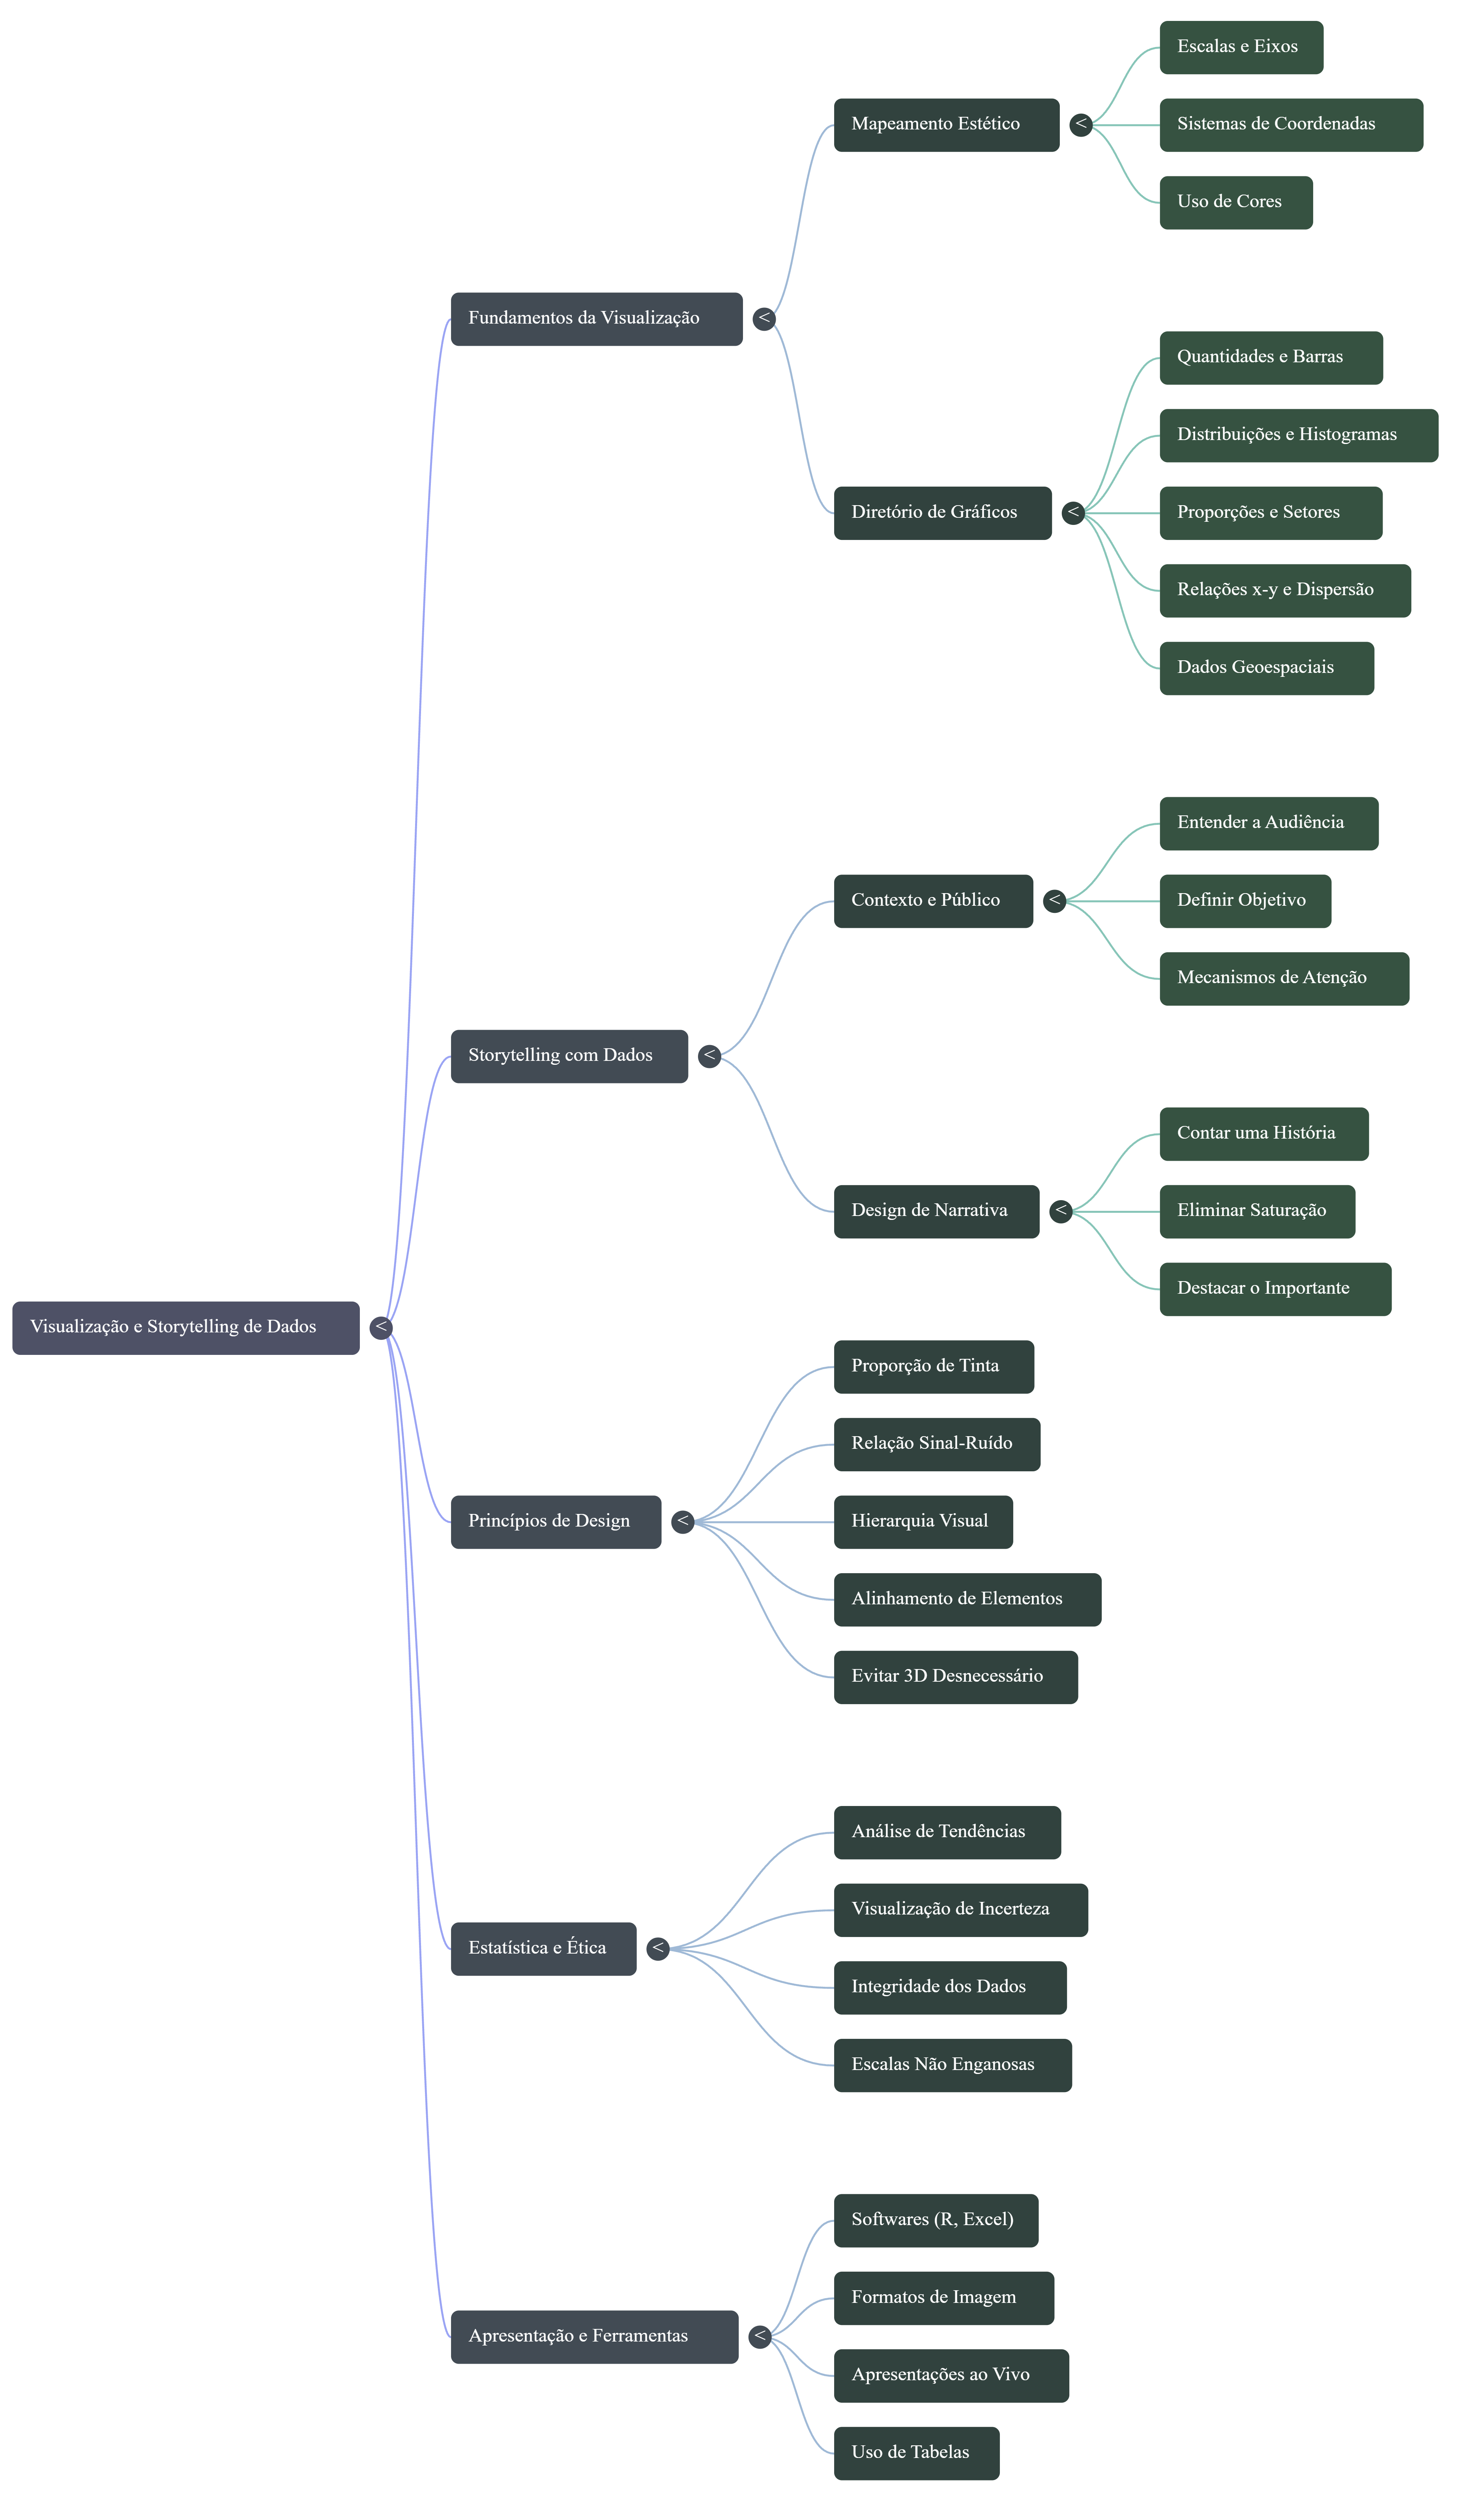 Visualização e Storytelling de Dados
<
Fundamentos da Visualização
<
Mapeamento Estético
<
Escalas e Eixos
Sistemas de Coordenadas
Uso de Cores
Diretório de Gráficos
<
Quantidades e Barras
Distribuições e Histogramas
Proporções e Setores
Relações x-y e Dispersão
Dados Geoespaciais
Storytelling com Dados
<
Contexto e Público
<
Entender a Audiência
Definir Objetivo
Mecanismos de Atenção
Design de Narrativa
<
Contar uma História
Eliminar Saturação
Destacar o Importante
Princípios de Design
<
Proporção de Tinta
Relação Sinal-Ruído
Hierarquia Visual
Alinhamento de Elementos
Evitar 3D Desnecessário
Estatística e Ética
<
Análise de Tendências
Visualização de Incerteza
Integridade dos Dados
Escalas Não Enganosas
Apresentação e Ferramentas
<
Softwares (R, Excel)
Formatos de Imagem
Apresentações ao Vivo
Uso de Tabelas